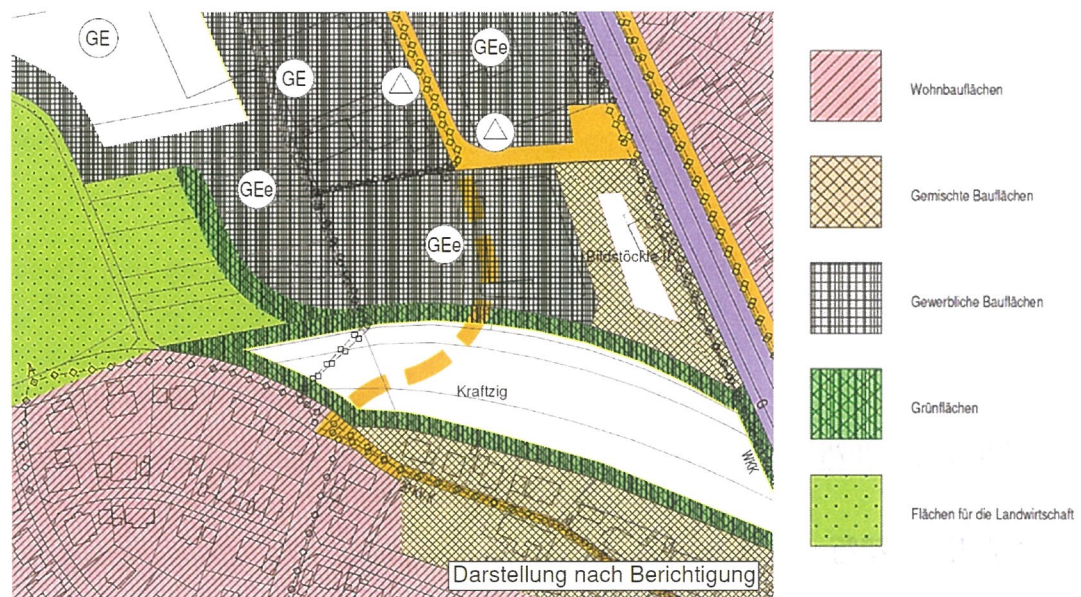 GE
GEe
GE
GEe
GEe
Bildstöckle II
Kraftzig
WKK
Darstellung nach Berichtigung
Wohnbauflächen
Gemischte Bauflächen
Gewerbliche Bauflächen
Grünflächen
Flächen für die Landwirtschaft